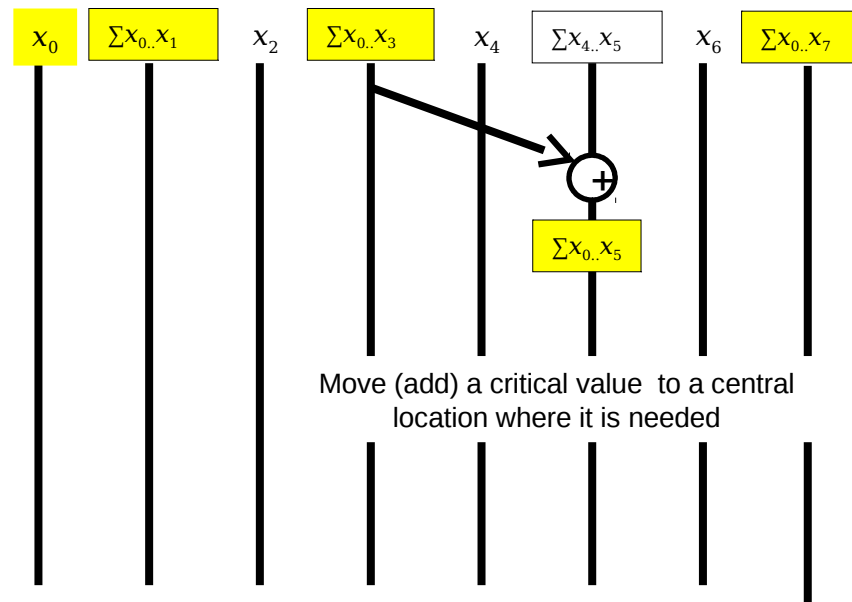 x₀ ∑x₀..x₁ x₂ ∑x₀..x₃ x₄ ∑x₄..x₅ x₆ ∑x₀..x₇
+
∑x₀..x₅
Move (add) a critical value to a central
location where it is needed